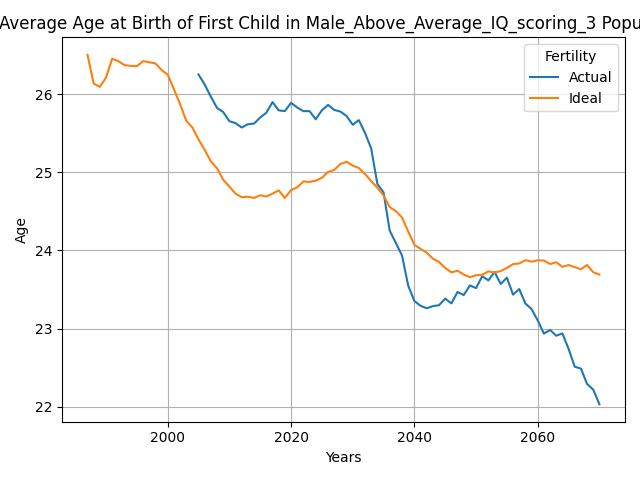 Average Age at Birth of First Child in Male_Above_Average_IQ_scoring_3 Popu
Fertility
Actual
Ideal
26
25
24
23
22
Age
2000 2020 2040 2060
Years